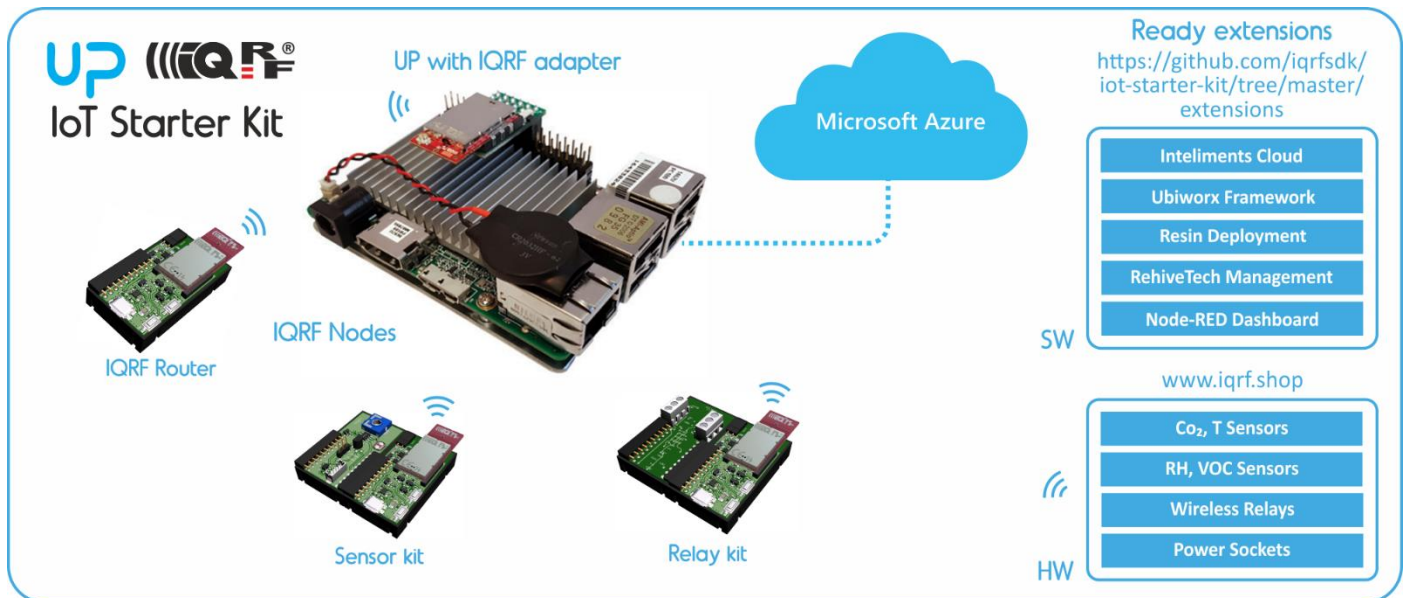 UP IQRF®
IoT Starter Kit
UP with IQRF adapter
Microsoft Azure
IQRF Router
IQRF Nodes
Sensor kit
Relay kit
Ready extensions
https://github.com/iqrfsdk/
iot-starter-kit/tree/master/
extensions
Inteliments Cloud
Ubiworx Framework
Resin Deployment
RehiveTech Management
Node-RED Dashboard
SW
www.iqrf.shop
Co₂, T Sensors
RH, VOC Sensors
Wireless Relays
Power Sockets
HW